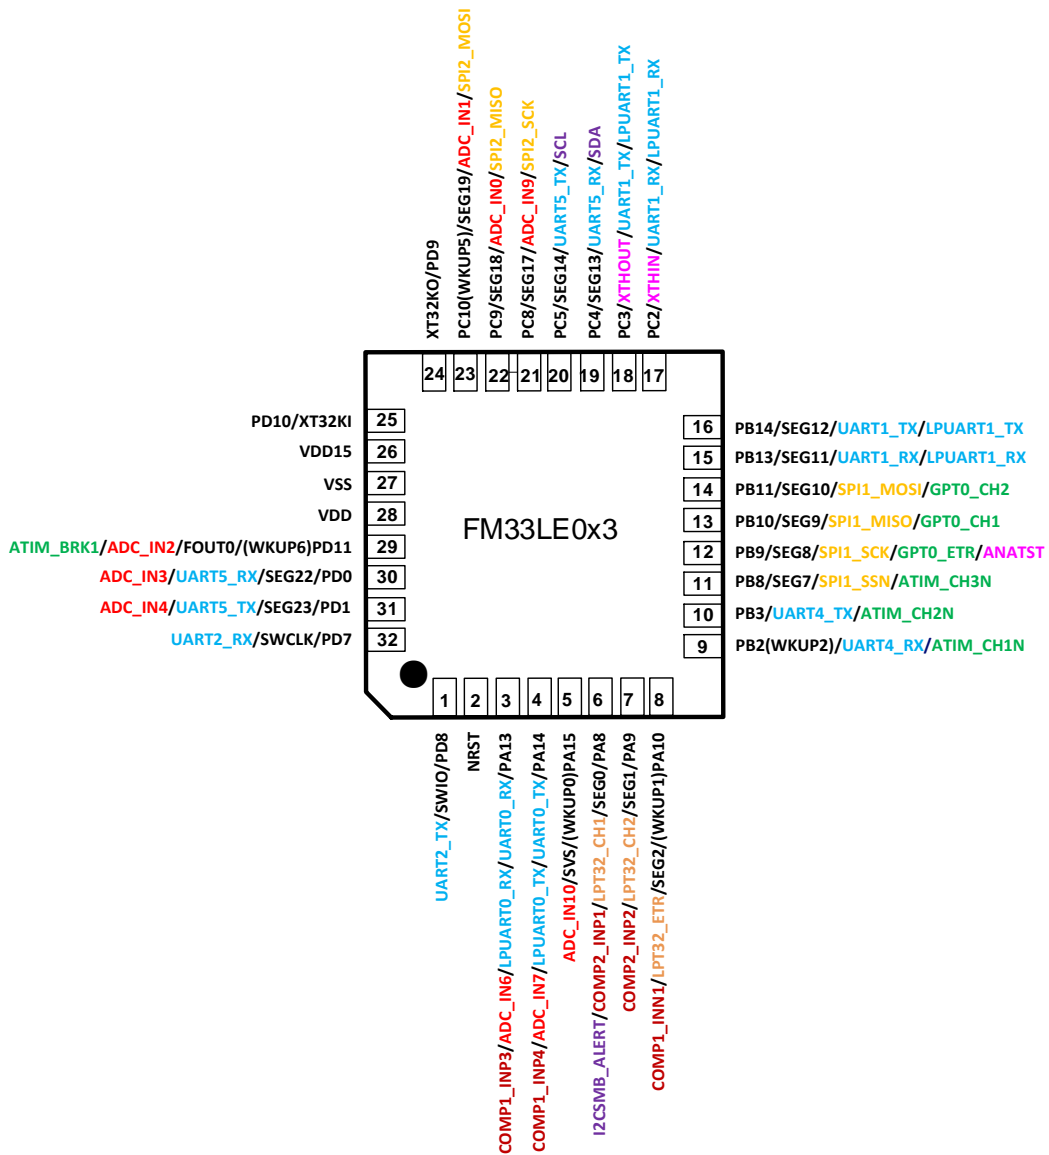 XT32KO/PD9
PC10(WKUP5)/SEG19/ADC_IN1/SPI2_MOSI
PC9/SEG18/ADC_IN0/SPI2_MISO
PC8/SEG17/ADC_IN9/SPI2_SCK
PC5/SEG14/UART5_TX/SCL
PC4/SEG13/UART5_RX/SDA
PC3/XTHOUT/UART1_TX/LPUART1_TX
PC2/XTHIN/UART1_RX/LPUART1_RX
24 23 22 21 20 19 18 17
PD10/XT32KI 25
VDD15 26
VSS 27
VDD 28
ATIM_BRK1/ADC_IN2/FOUT0/(WKUP6)PD11 29
ADC_IN3/UART5_RX/SEG22/PD0 30
ADC_IN4/UART5_TX/SEG23/PD1 31
UART2_RX/SWCLK/PD7 32
FM33LE0x3
16 PB14/SEG12/UART1_TX/LPUART1_TX
15 PB13/SEG11/UART1_RX/LPUART1_RX
14 PB11/SEG10/SPI1_MOSI/GPT0_CH2
13 PB10/SEG9/SPI1_MISO/GPT0_CH1
12 PB9/SEG8/SPI1_SCK/GPT0_ETR/ANATST
11 PB8/SEG7/SPI1_SSN/ATIM_CH3N
10 PB3/UART4_TX/ATIM_CH2N
9 PB2(WKUP2)/UART4_RX/ATIM_CH1N
1 2 3 4 5 6 7 8
UART2_TX/SWIO/PD8
NRST
COMP1_INP3/ADC_IN6/LPUART0_RX/UART0_RX/PA13
COMP1_INP4/ADC_IN7/LPUART0_TX/UART0_TX/PA14
ADC_IN10/SVS/(WKUP0)PA15
I2CSMB_ALERT/COMP2_INP1/LPT32_CH1/SEG0/PA8
COMP2_INP2/LPT32_CH2/SEG1/PA9
COMP1_INN1/LPT32_ETR/SEG2/(WKUP1)PA10